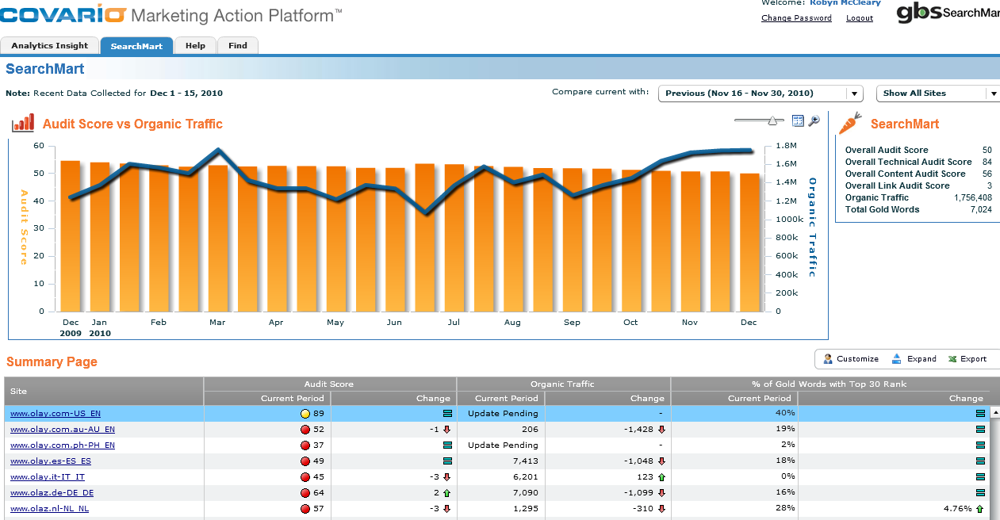 COVARIO Marketing Action Platform™
Welcome: Robyn McCleary
Change Password Logout
gbsSearchMar
Analytics Insight SearchMart Help Find
SearchMart
Note: Recent Data Collected for Dec 1 - 15, 2010
Compare current with: Previous (Nov 16 - Nov 30, 2010) Show All Sites
Audit Score vs Organic Traffic
60
50
40
30
20
10
0
Audit Score
1.8M
1.6M
1.4M
1.2M
1000k
800k
600k
400k
200k
0
Organic Traffic
Dec Jan Feb Mar Apr May Jun Jul Aug Sep Oct Nov Dec
2009 2010
SearchMart
Overall Audit Score 50
Overall Technical Audit Score 84
Overall Content Audit Score 56
Overall Link Audit Score 3
Organic Traffic 1,756,408
Total Gold Words 7,024
Summary Page
Customize Expand Export
Site Audit Score Organic Traffic % of Gold Words with Top 30 Rank
Current Period Change Current Period Change Current Period Change
www.olay.com-US_EN 89 Update Pending - 40%
www.olay.com.au-AU_EN 52 -1 206 -1,428 19%
www.olay.com.ph-PH_EN 37 Update Pending - 2%
www.olay.es-ES_ES 49 7,413 -1,048 18%
www.olay.it-IT_IT 45 -3 6,201 123 0%
www.olaz.de-DE_DE 64 2 7,090 -1,099 16%
www.olaz.nl-NL_NL 57 -3 1,295 -310 28% 4.76%